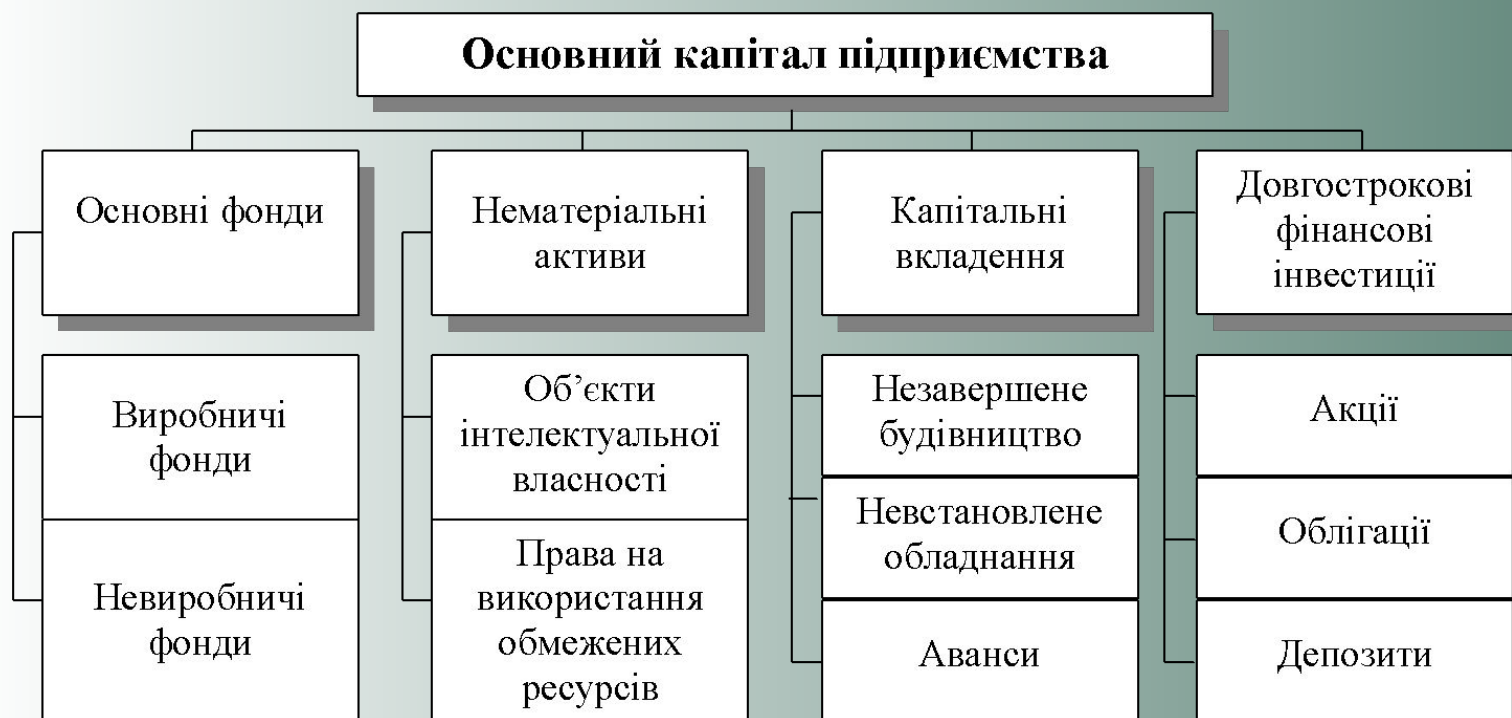 Основний капітал підприємства
Основні фонди
Нематеріальні
активи
Капітальні
вкладення
Довгострокові
фінансові
інвестиції
Виробничі
фонди
Об’єкти
інтелектуальної
власності
Незавершене
будівництво
Акції
Невстановлене
обладнання
Облігації
Невиробничі
фонди
Права на
використання
обмежених
ресурсів
Аванси
Депозити